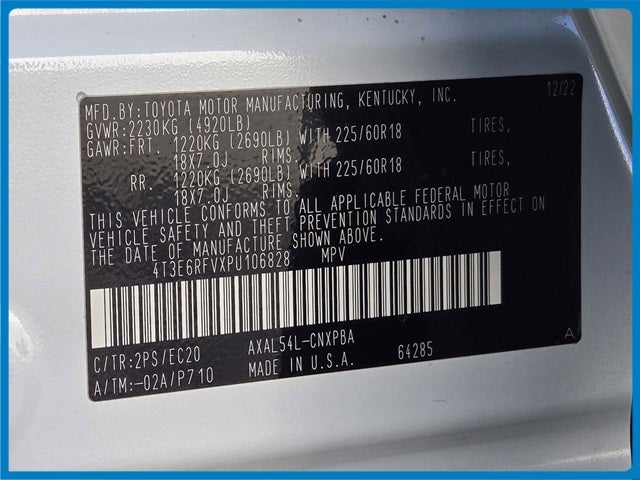 MFD.BY:TOYOTA MOTOR MANUFACTURING, KENTUCKY, INC. 12/22
GVWR:2230KG (4920LB)
GAWR:FRT. 1220KG (2690LB) WITH 225/60R18 TIRES,
18X7.0J RIMS.
RR. 1220KG (2690LB) WITH 225/60R18 TIRES,
18X7.0J RIMS.
THIS VEHICLE CONFORMS TO ALL APPLICABLE FEDERAL MOTOR
VEHICLE SAFETY AND THEFT PREVENTION STANDARDS IN EFFECT ON
THE DATE OF MANUFACTURE SHOWN ABOVE.
4T3E6RFVXPU106828 MPV
C/TR:2PS/EC20 AXAL54L-CNXPBA A
A/TM:-02A/P710 MADE IN U.S.A. 64285